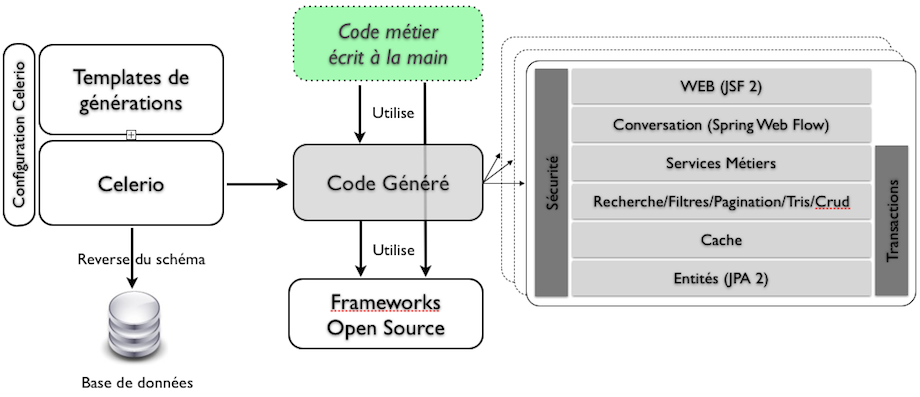 Configuration Celerio
Templates de
générations
Celerio
Reverse du schéma
Base de données
Code métier
écrit à la main
Utilise
Code Généré
Utilise
Frameworks
Open Source
Sécurité
WEB (JSF 2)
Conversation (Spring Web Flow)
Services Métiers
Recherche/Filtres/Pagination/Tris/Crud
Cache
Entités (JPA 2)
Transactions